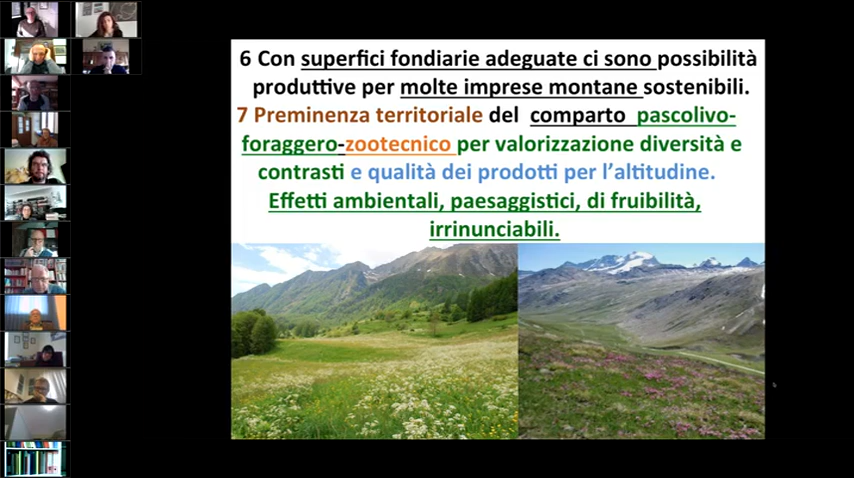 6 Con superfici fondiarie adeguate ci sono possibilità
produttive per molte imprese montane sostenibili.
7 Preminenza territoriale del comparto pascolivo-
foraggero-zootecnico per valorizzazione diversità e
contrasti e qualità dei prodotti per l'altitudine.
Effetti ambientali, paesaggistici, di fruibilità,
irrinunciabili.